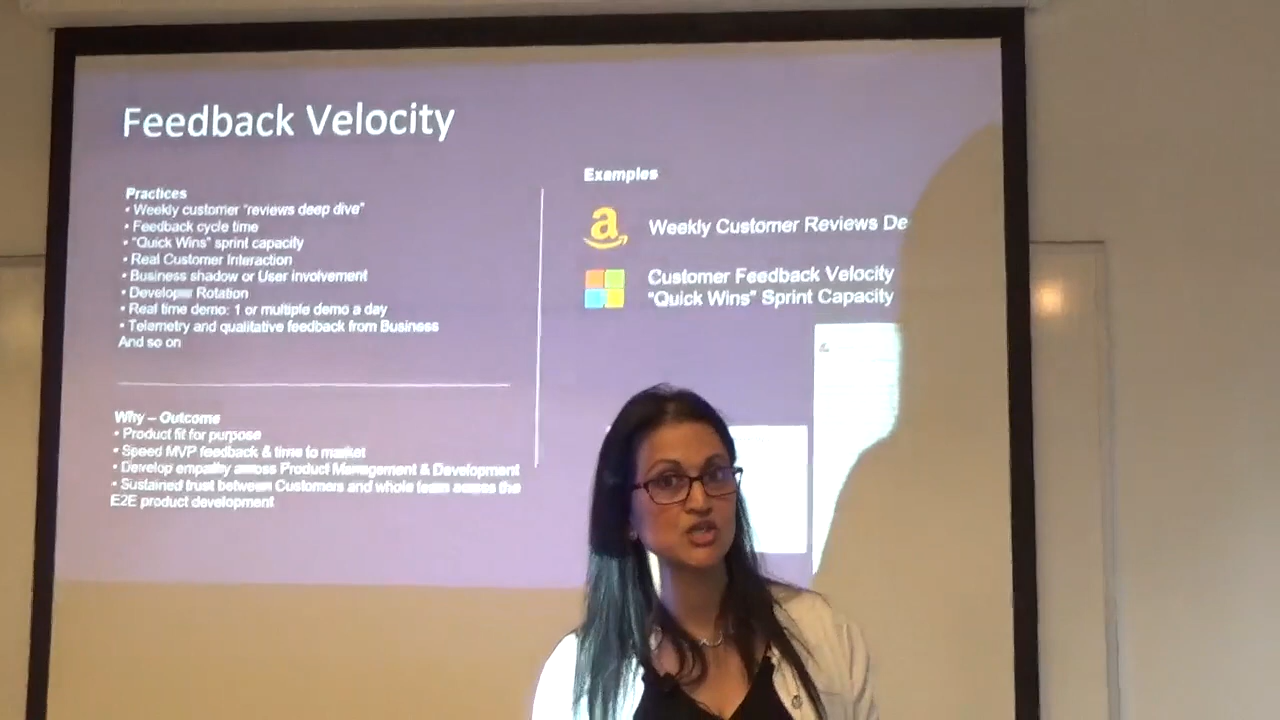 Feedback Velocity
Practices
• Weekly customer "reviews deep dive"
• Feedback cycle time
• "Quick Wins" sprint capacity
• Real Customer Interaction
• Business shadow or User involvement
• Developer Rotation
• Real time demo: 1 or multiple demo a day
• Telemetry and qualitative feedback from Business
And so on
Why – Outcome
• Product fit for purpose
• Speed MVP feedback & time to market
• Develop empathy across Product Management & Development
• Sustained trust between Customers and whole team across the
E2E product development
Examples
a
Weekly Customer Reviews De
Customer Feedback Velocity
"Quick Wins" Sprint Capacity